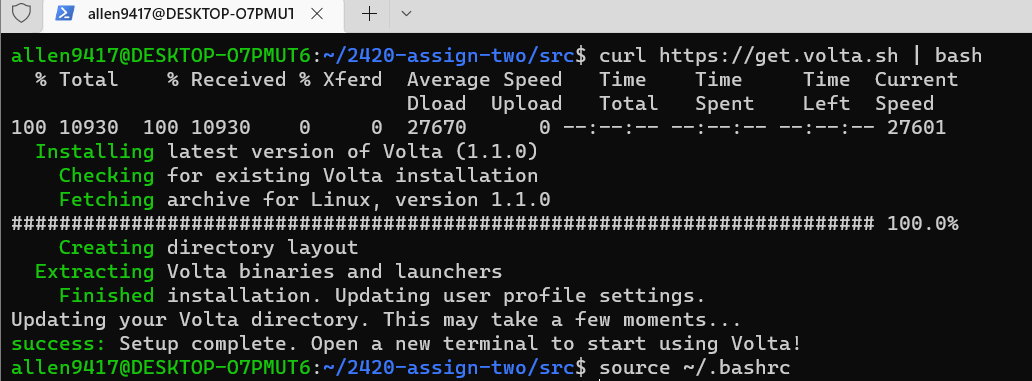 allen9417@DESKTOP-O7PMUT
allen9417@DESKTOP-O7PMUT6:~/2420-assign-two/src$ curl https://get.volta.sh | bash
  % Total    % Received % Xferd  Average Speed   Time    Time     Time  Current
                                 Dload  Upload   Total   Spent    Left  Speed
100 10930  100 10930    0     0  27670      0 --:--:-- --:--:-- --:--:-- 27601
  Installing latest version of Volta (1.1.0)
    Checking for existing Volta installation
    Fetching archive for Linux, version 1.1.0
######################################################################## 100.0%
    Creating directory layout
  Extracting Volta binaries and launchers
    Finished installation. Updating user profile settings.
Updating your Volta directory. This may take a few moments...
success: Setup complete. Open a new terminal to start using Volta!
allen9417@DESKTOP-O7PMUT6:~/2420-assign-two/src$ source ~/.bashrc